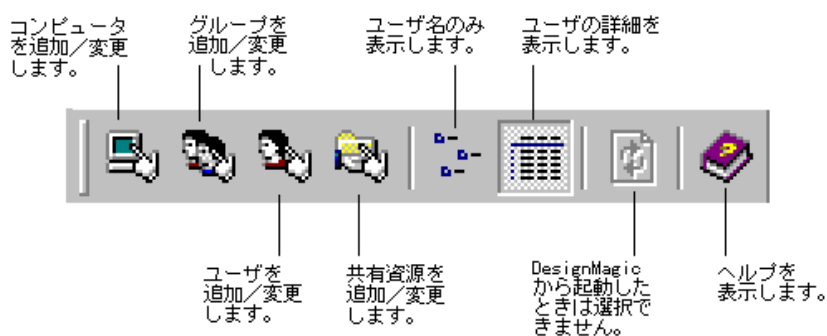 コンピュータ
を追加／変更
します。
グループを
追加／変更
します。
ユーザ名のみ
表示します。
ユーザの詳細を
表示します。
ユーザを
追加／変更
します。
共有資源を
追加／変更
します。
DesignMagic
から起動した
ときは選択で
きません。
ヘルプを
表示します。